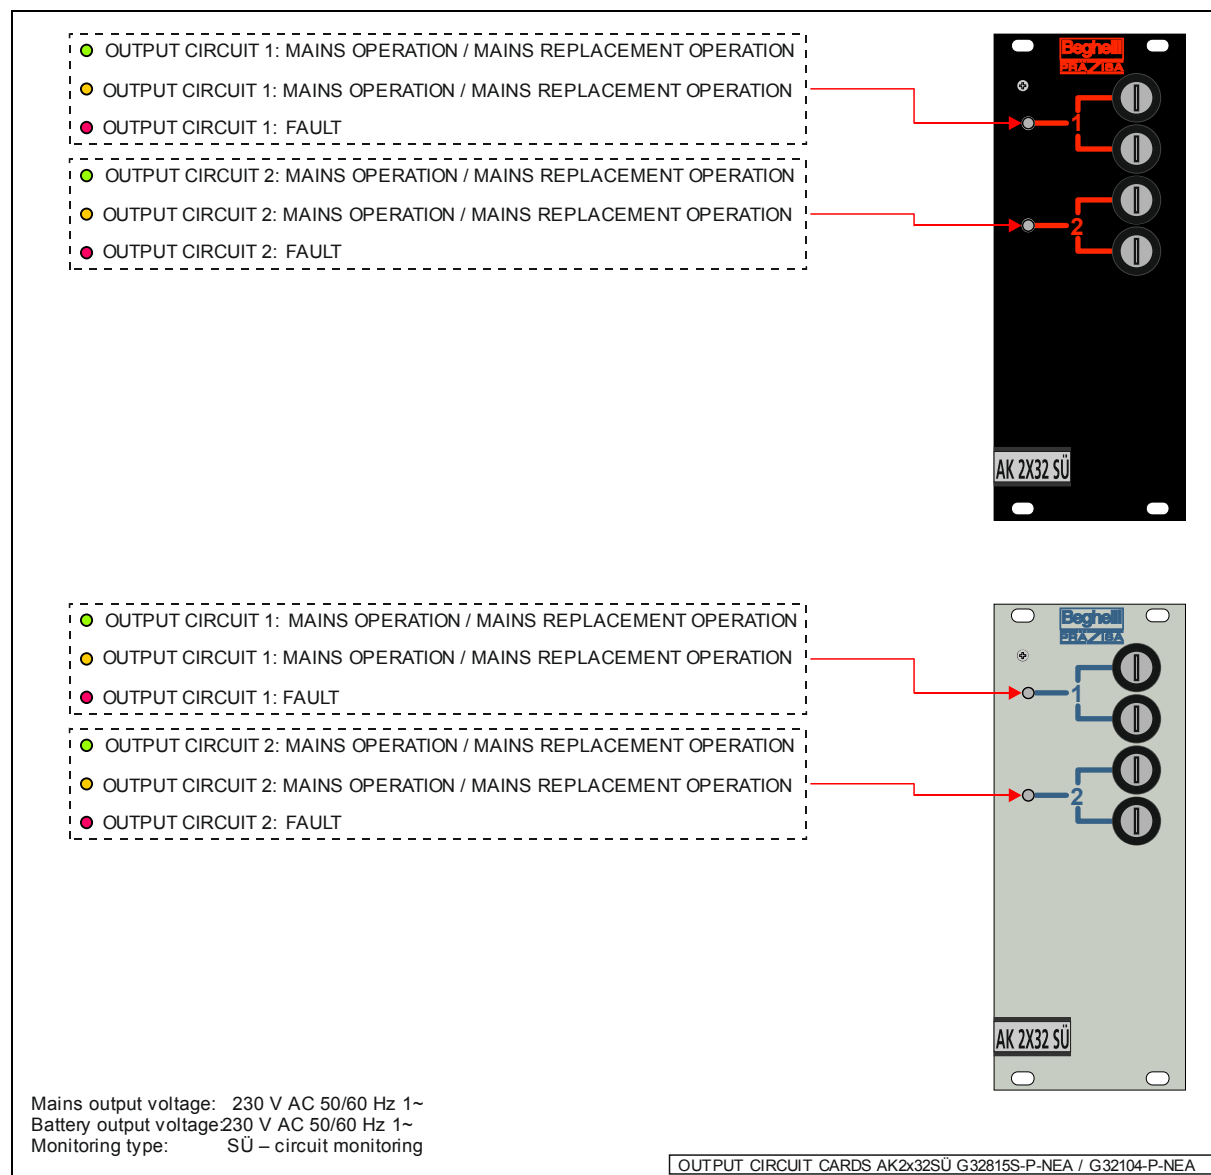 OUTPUT CIRCUIT 1: MAINS OPERATION / MAINS REPLACEMENT OPERATION
OUTPUT CIRCUIT 1: MAINS OPERATION / MAINS REPLACEMENT OPERATION
OUTPUT CIRCUIT 1: FAULT
OUTPUT CIRCUIT 2: MAINS OPERATION / MAINS REPLACEMENT OPERATION
OUTPUT CIRCUIT 2: MAINS OPERATION / MAINS REPLACEMENT OPERATION
OUTPUT CIRCUIT 2: FAULT
Beghelli
PRÄZISA
1
2
AK 2X32 SÜ
OUTPUT CIRCUIT 1: MAINS OPERATION / MAINS REPLACEMENT OPERATION
OUTPUT CIRCUIT 1: MAINS OPERATION / MAINS REPLACEMENT OPERATION
OUTPUT CIRCUIT 1: FAULT
OUTPUT CIRCUIT 2: MAINS OPERATION / MAINS REPLACEMENT OPERATION
OUTPUT CIRCUIT 2: MAINS OPERATION / MAINS REPLACEMENT OPERATION
OUTPUT CIRCUIT 2: FAULT
Beghelli
PRÄZISA
1
2
AK 2X32 SÜ
Mains output voltage: 230 V AC 50/60 Hz 1~
Battery output voltage:230 V AC 50/60 Hz 1~
Monitoring type: SÜ – circuit monitoring
OUTPUT CIRCUIT CARDS AK2x32SÜ G32815S-P-NEA / G32104-P-NEA